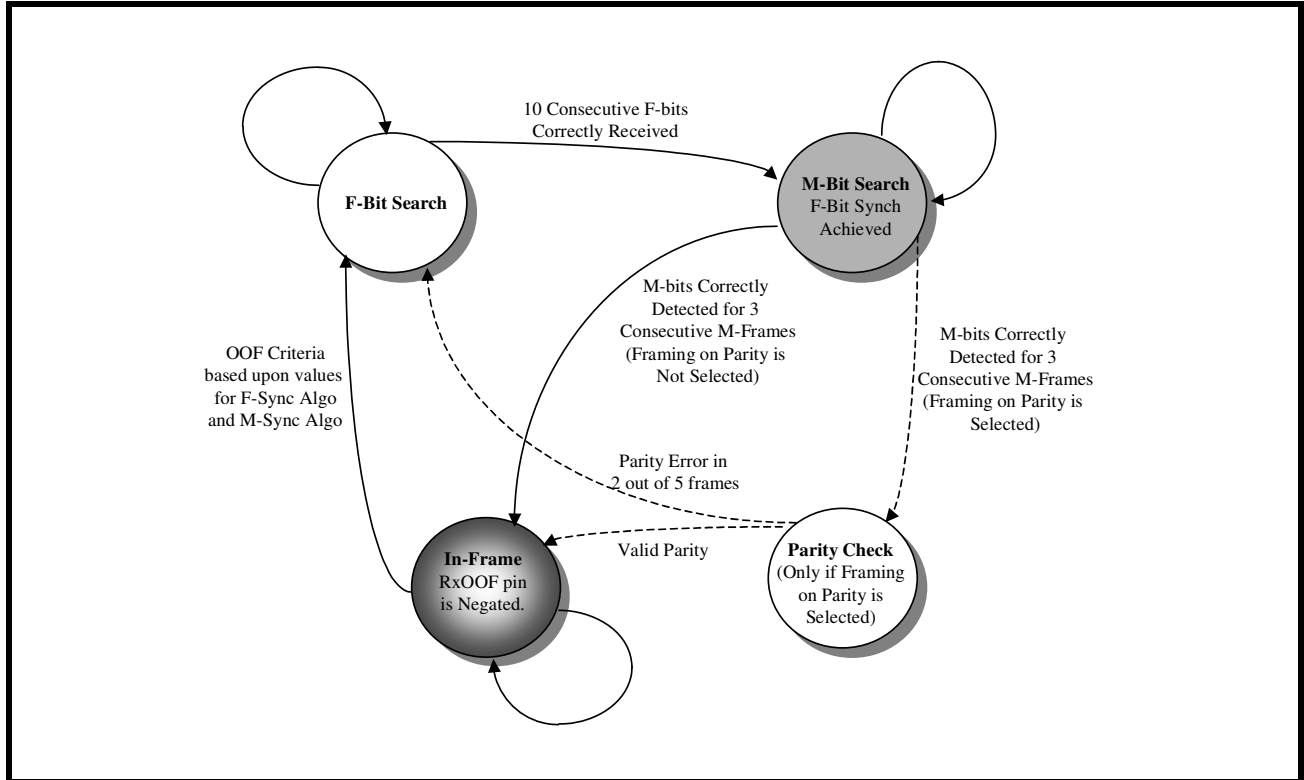 10 Consecutive F-bits
Correctly Received
F-Bit Search
M-Bit Search
F-Bit Synch
Achieved
M-bits Correctly
Detected for 3
Consecutive M-Frames
(Framing on Parity is
Not Selected)
M-bits Correctly
Detected for 3
Consecutive M-Frames
(Framing on Parity is
Selected)
OOF Criteria
based upon values
for F-Sync Algo
and M-Sync Algo
Parity Error in
2 out of 5 frames
Valid Parity
In-Frame
RxOOF pin
is Negated.
Parity Check
(Only if Framing
on Parity is
Selected)